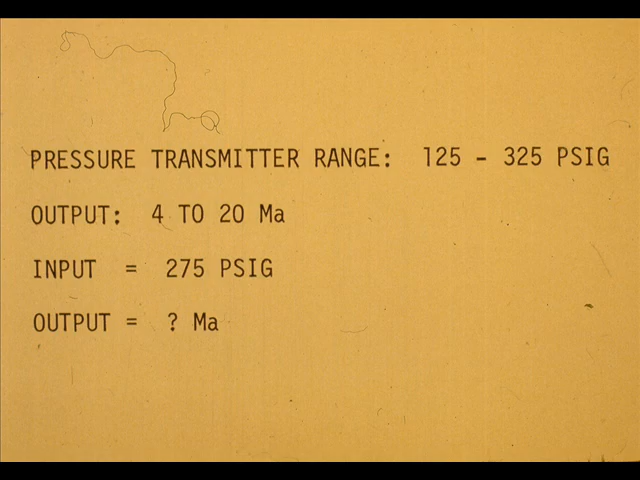 PRESSURE TRANSMITTER RANGE: 125 - 325 PSIG
OUTPUT: 4 TO 20 Ma
INPUT = 275 PSIG
OUTPUT = ? Ma